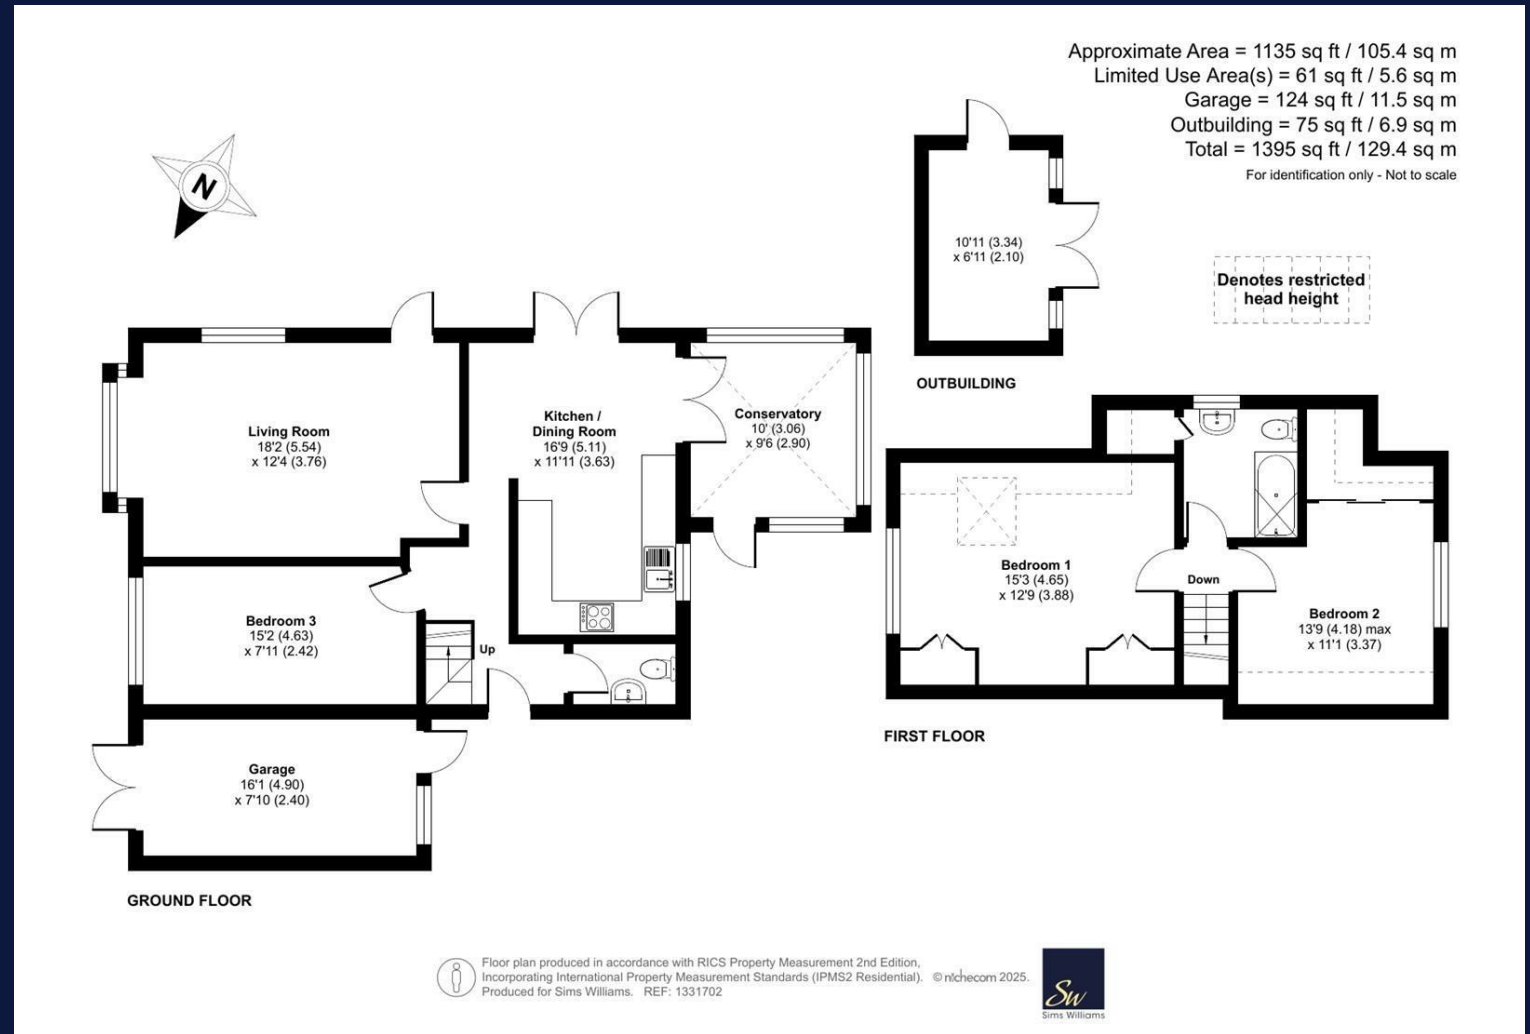 Approximate Area = 1135 sq ft / 105.4 sq m
Limited Use Area(s) = 61 sq ft / 5.6 sq m
Garage = 124 sq ft / 11.5 sq m
Outbuilding = 75 sq ft / 6.9 sq m
Total = 1395 sq ft / 129.4 sq m
For identification only - Not to scale
N
10'11 (3.34)
x 6'11 (2.10)
OUTBUILDING
Denotes restricted
head height
Living Room
18'2 (5.54)
x 12'4 (3.76)
Kitchen /
Dining Room
16'9 (5.11)
x 11'11 (3.63)
Conservatory
10' (3.06)
x 9'6 (2.90)
Bedroom 3
15'2 (4.63)
x 7'11 (2.42)
Up
Garage
16'1 (4.90)
x 7'10 (2.40)
GROUND FLOOR
Bedroom 1
15'3 (4.65)
x 12'9 (3.88)
Down
Bedroom 2
13'9 (4.18) max
x 11'1 (3.37)
FIRST FLOOR
Floor plan produced in accordance with RICS Property Measurement 2nd Edition,
Incorporating International Property Measurement Standards (IPMS2 Residential). © nichecom 2025.
Produced for Sims Williams. REF: 1331702
Sw
Sims Williams